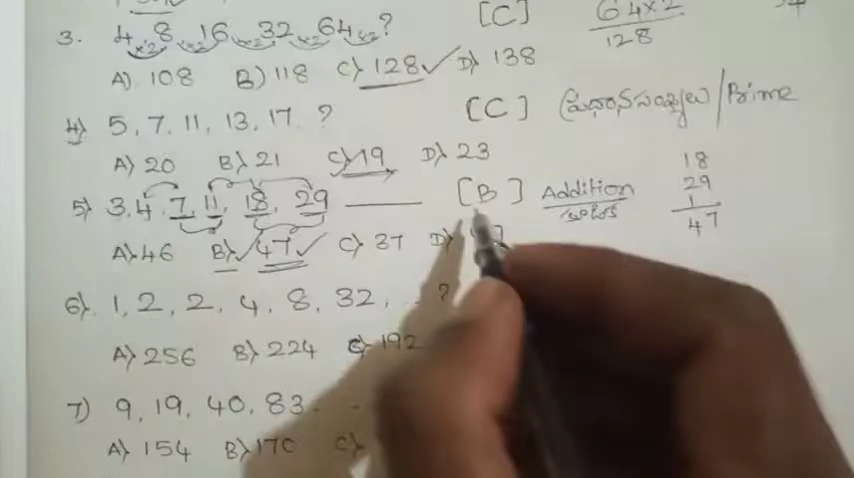 3. 4 8 16 32 64 ? [C] 64×2
×2 ×2 ×2 ×2 ×2 128
A) 108 B) 118 C) 128 ✓ D) 138
4) 5, 7, 11, 13, 17, ? [C] ప్రధానసంఖ్యలు / Prime
A) 20 B) 21 C) 19 D) 23
5) 3, 4, 7, 11, 18, 29 [B] Addition
18
29
1
47
A) 46 B) ✓ 47 ✓ C) 37 D)
6) 1, 2, 2, 4, 8, 32, ?
A) 256 B) 224 C) 192
7) 9, 19, 40, 83
A) 154 B) 170 C)